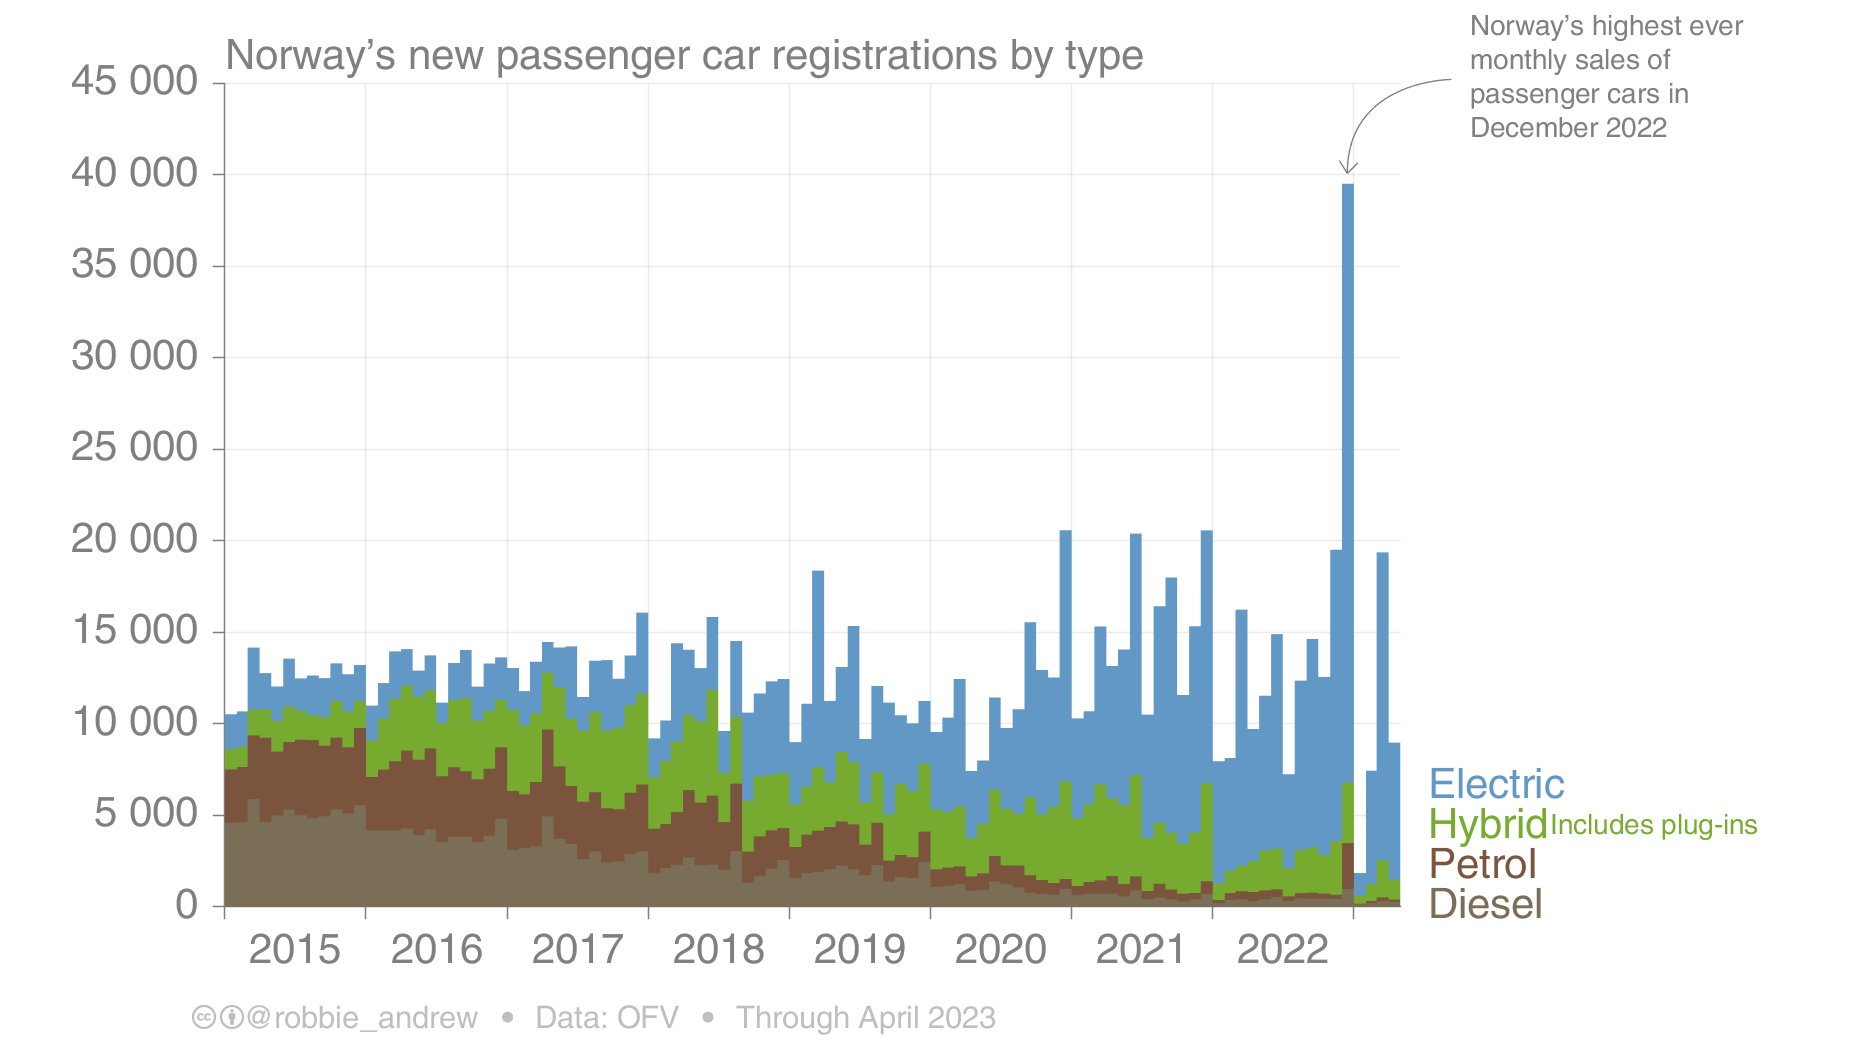 Norway’s new passenger car registrations by type
Norway’s highest ever
monthly sales of
passenger cars in
December 2022
45 000
40 000
35 000
30 000
25 000
20 000
15 000
10 000
5 000
0
Electric
Hybrid Includes plug-ins
Petrol
Diesel
2015 2016 2017 2018 2019 2020 2021 2022
cc @robbie_andrew • Data: OFV • Through April 2023